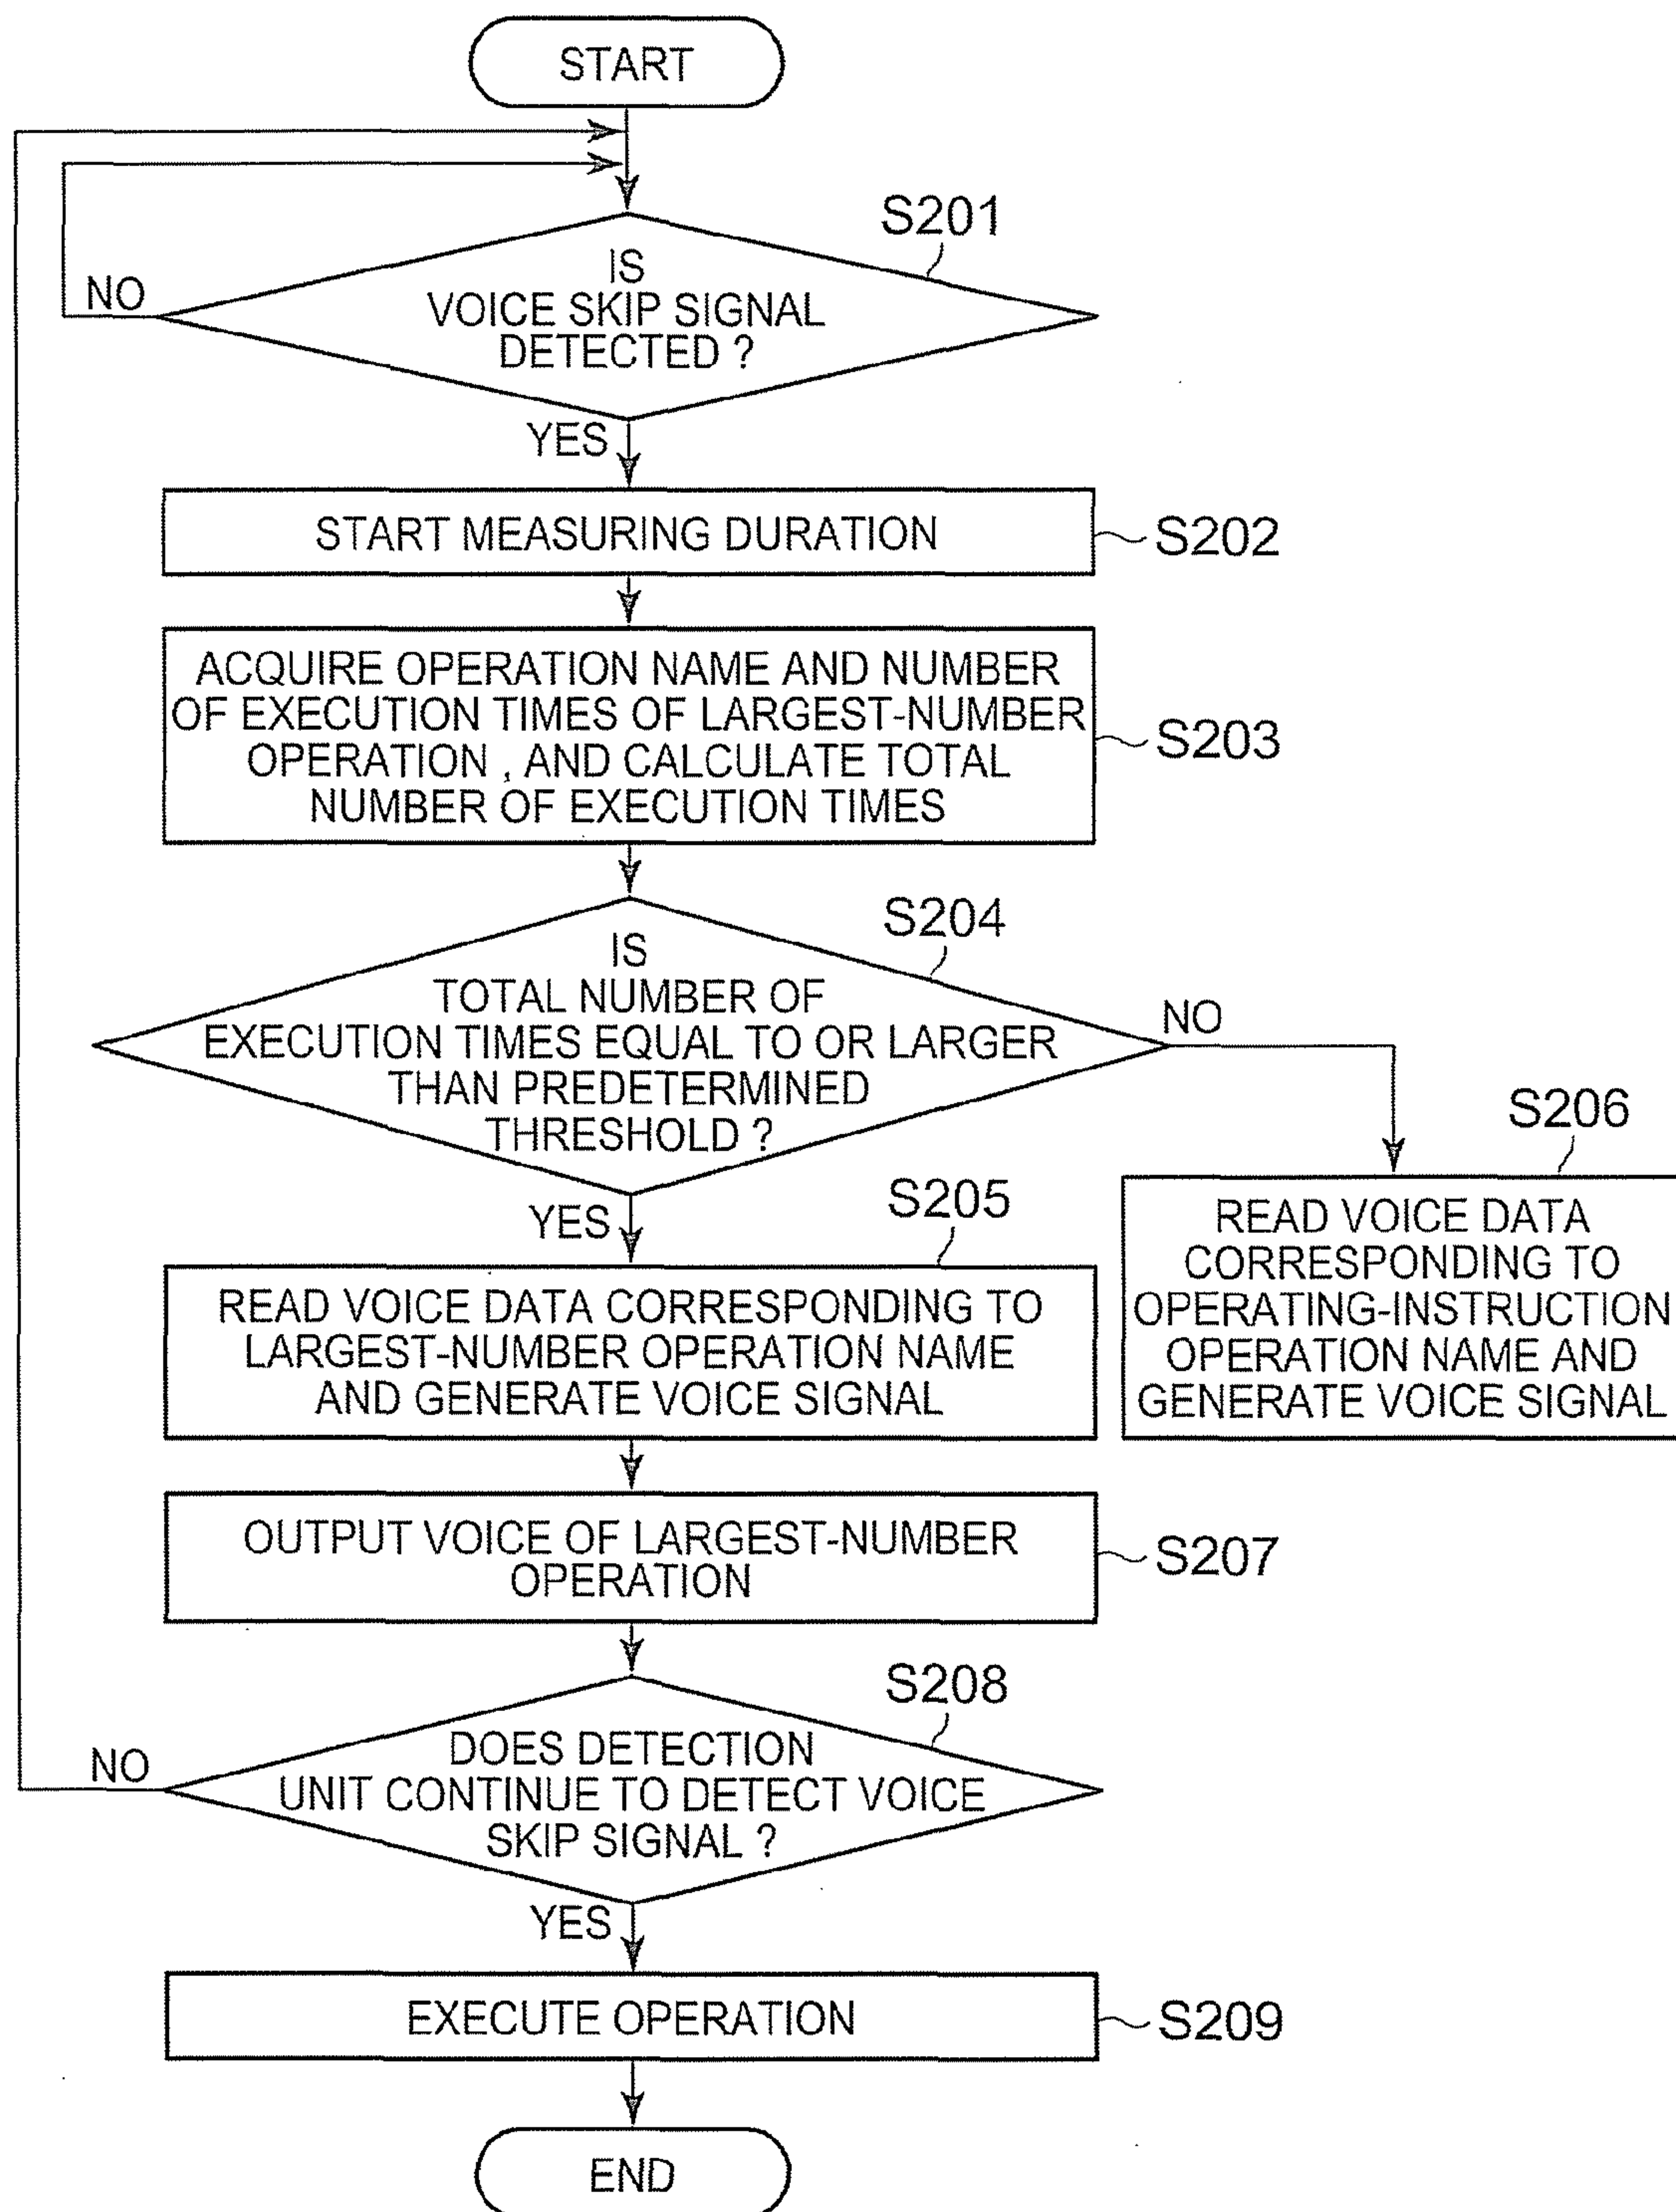 START
S201
IS
VOICE SKIP SIGNAL
DETECTED ?
NO
YES
START MEASURING DURATION
S202
ACQUIRE OPERATION NAME AND NUMBER
OF EXECUTION TIMES OF LARGEST-NUMBER
OPERATION , AND CALCULATE TOTAL
NUMBER OF EXECUTION TIMES
S203
S204
IS
TOTAL NUMBER OF
EXECUTION TIMES EQUAL TO OR LARGER
THAN PREDETERMINED
THRESHOLD ?
NO
YES
S205
READ VOICE DATA CORRESPONDING TO
LARGEST-NUMBER OPERATION NAME
AND GENERATE VOICE SIGNAL
S206
READ VOICE DATA
CORRESPONDING TO
OPERATING-INSTRUCTION
OPERATION NAME AND
GENERATE VOICE SIGNAL
OUTPUT VOICE OF LARGEST-NUMBER
OPERATION
S207
S208
DOES DETECTION
UNIT CONTINUE TO DETECT VOICE
SKIP SIGNAL ?
NO
YES
EXECUTE OPERATION
S209
END